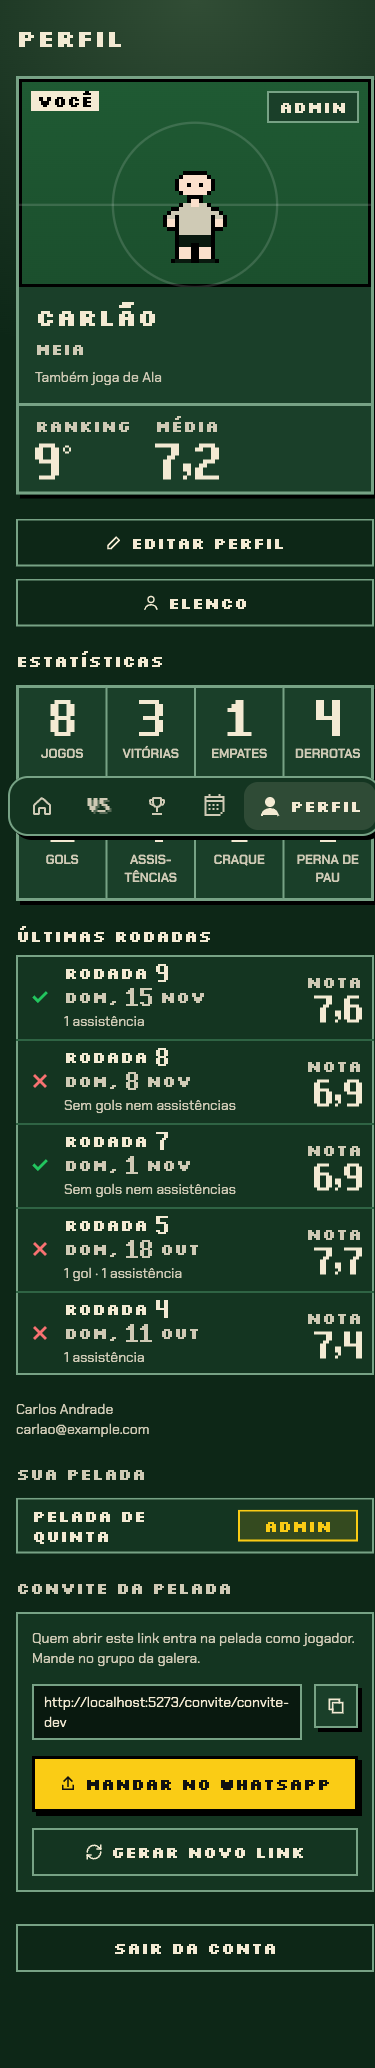 PERFIL
VOCÊ
ADMIN
CARLÃO
MEIA
Também joga de Ala
RANKING MÉDIA
9° 7,2
EDITAR PERFIL
ELENCO
ESTATÍSTICAS
8 3 1 4
JOGOS VITÓRIAS EMPATES DERROTAS
VS PERFIL
GOLS ASSIS- CRAQUE PERNA DE
TÊNCIAS PAU
ÚLTIMAS RODADAS
RODADA 9
DOM, 15 NOV
1 assistência
NOTA
7,6
RODADA 8
DOM, 8 NOV
Sem gols nem assistências
NOTA
6,9
RODADA 7
DOM, 1 NOV
Sem gols nem assistências
NOTA
6,9
RODADA 5
DOM, 18 OUT
1 gol · 1 assistência
NOTA
7,7
RODADA 4
DOM, 11 OUT
1 assistência
NOTA
7,4
Carlos Andrade
carlao@example.com
SUA PELADA
PELADA DE
QUINTA
ADMIN
CONVITE DA PELADA
Quem abrir este link entra na pelada como jogador.
Mande no grupo da galera.
http://localhost:5273/convite/convite-
dev
MANDAR NO WHATSAPP
GERAR NOVO LINK
SAIR DA CONTA